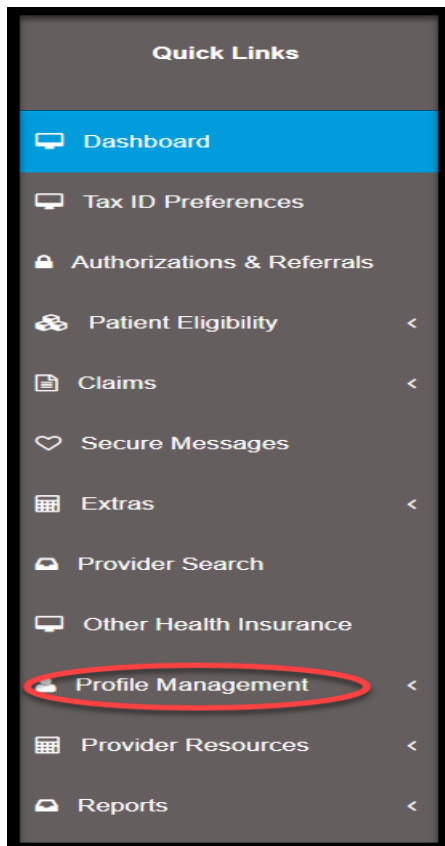 Quick Links
Dashboard
Tax ID Preferences
Authorizations & Referrals
Patient Eligibility
Claims
Secure Messages
Extras
Provider Search
Other Health Insurance
Profile Management
Provider Resources
Reports